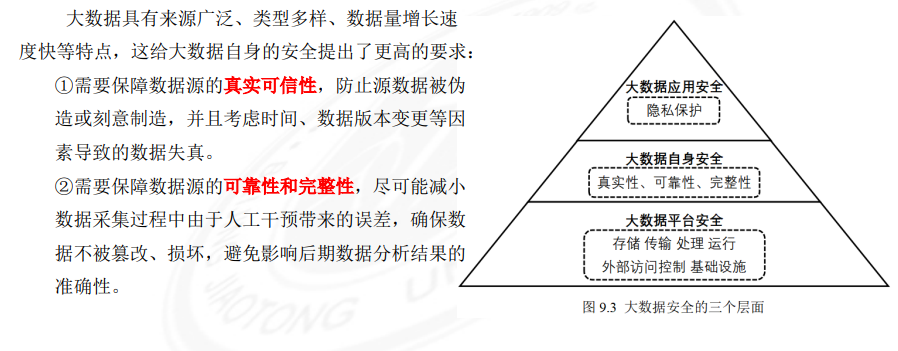 大数据具有来源广泛、类型多样、数据量增长速
度快等特点，这给大数据自身的安全提出了更高的要求：
①需要保障数据源的真实可信性，防止源数据被伪
造或刻意制造，并且考虑时间、数据版本变更等因
素导致的数据失真。
②需要保障数据源的可靠性和完整性，尽可能减小
数据采集过程中由于人工干预带来的误差，确保数
据不被篡改、损坏，避免影响后期数据分析结果的
准确性。
大数据应用安全
隐私保护
大数据自身安全
真实性、可靠性、完整性
大数据平台安全
存储 传输 处理 运行
外部访问控制 基础设施
图 9.3 大数据安全的三个层面
JIAOTONG